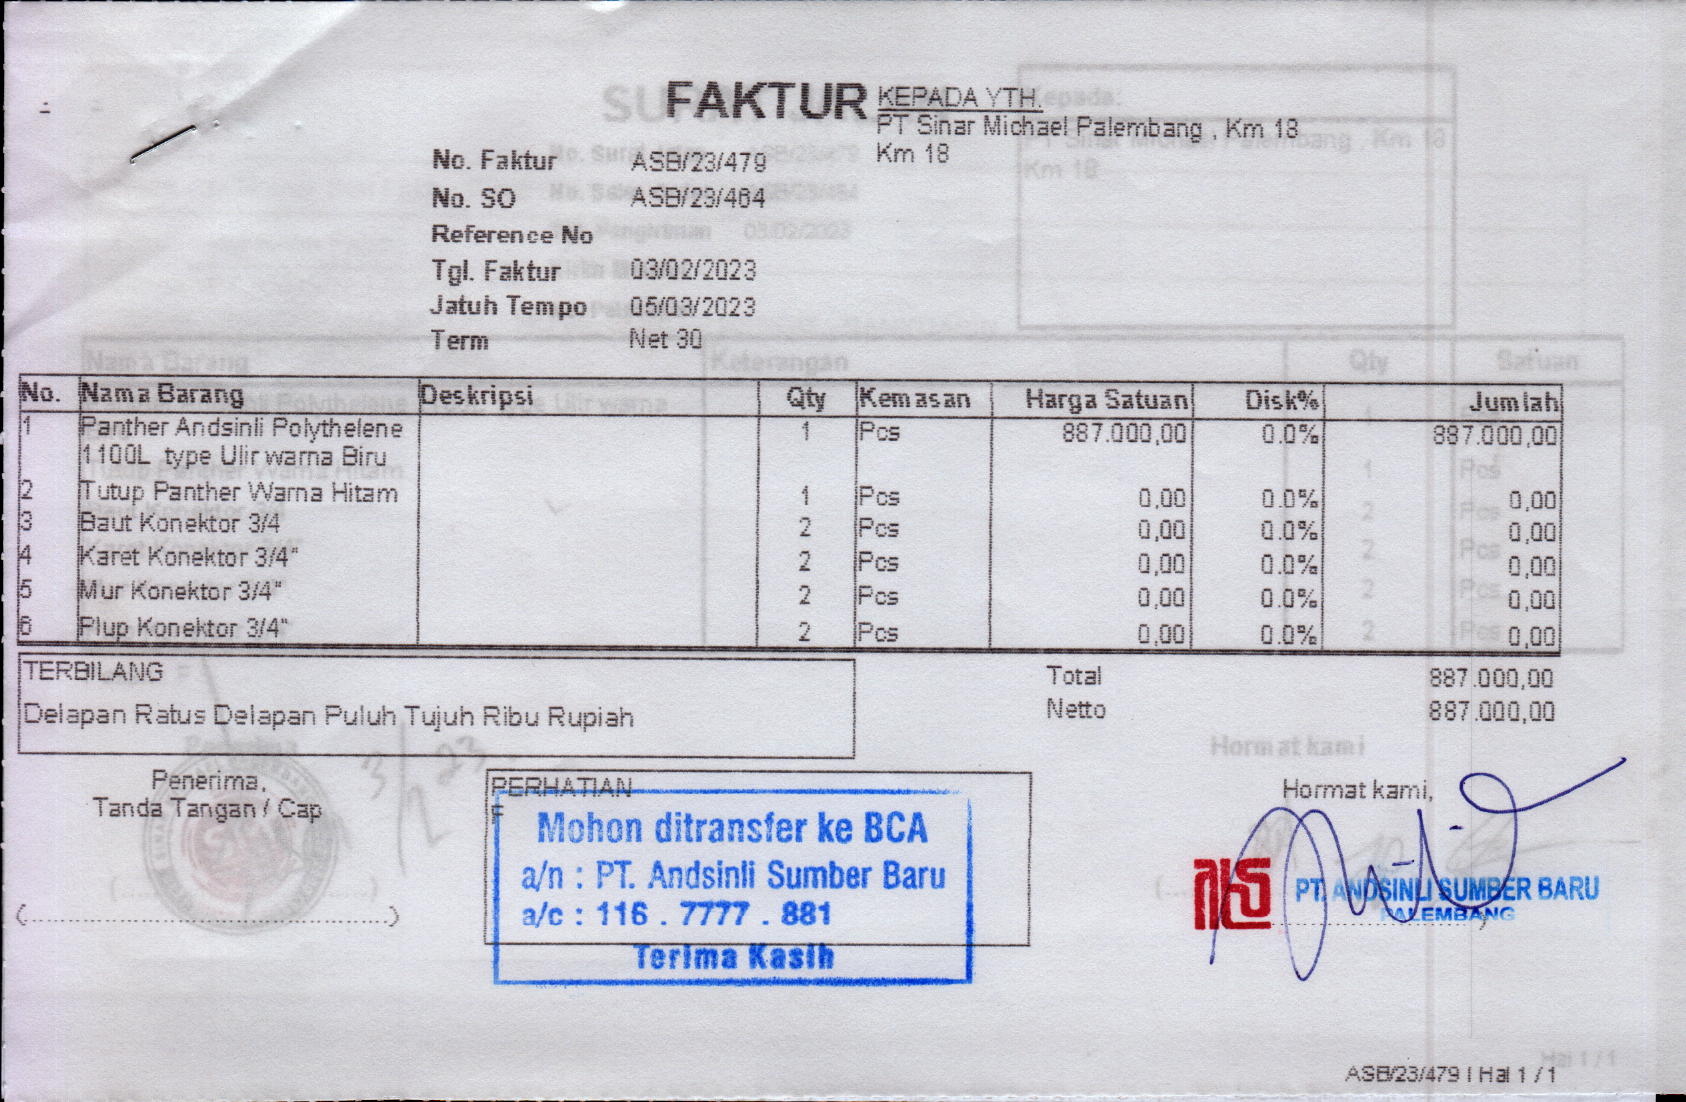 FAKTUR
KEPADA YTH.
PT Sinar Michael Palembang , Km 18
Km 18
No. Faktur ASB/23/479
No. SO ASB/23/484
Reference No
Tgl. Faktur 03/02/2023
Jatuh Tempo 05/03/2023
Term Net 30
No. Nama Barang Deskripsi Qty Kemasan Harga Satuan Disk% Jumlah
1 Panther Andsinli Polythelene 1 Pcs 887.000,00 0.0% 887.000,00
1100L type Ulir warna Biru
2 Tutup Panther Warna Hitam 1 Pcs 0,00 0.0% 0,00
3 Baut Konektor 3/4 2 Pcs 0,00 0.0% 0,00
4 Karet Konektor 3/4" 2 Pcs 0,00 0.0% 0,00
5 Mur Konektor 3/4" 2 Pcs 0,00 0.0% 0,00
6 Plup Konektor 3/4" 2 Pcs 0,00 0.0% 0,00
TERBILANG
Delapan Ratus Delapan Puluh Tujuh Ribu Rupiah
Total 887.000,00
Netto 887.000,00
Penerima,
Tanda Tangan / Cap
(..........................................................)
PERHATIAN
F
Mohon ditransfer ke BCA
a/n : PT. Andsinli Sumber Baru
a/c : 116 . 7777 . 881
Terima Kasih
Hormat kami,
PT. ANDSINLI SUMBER BARU
PALEMBANG
ASB/23/479 | Hal 1 / 1